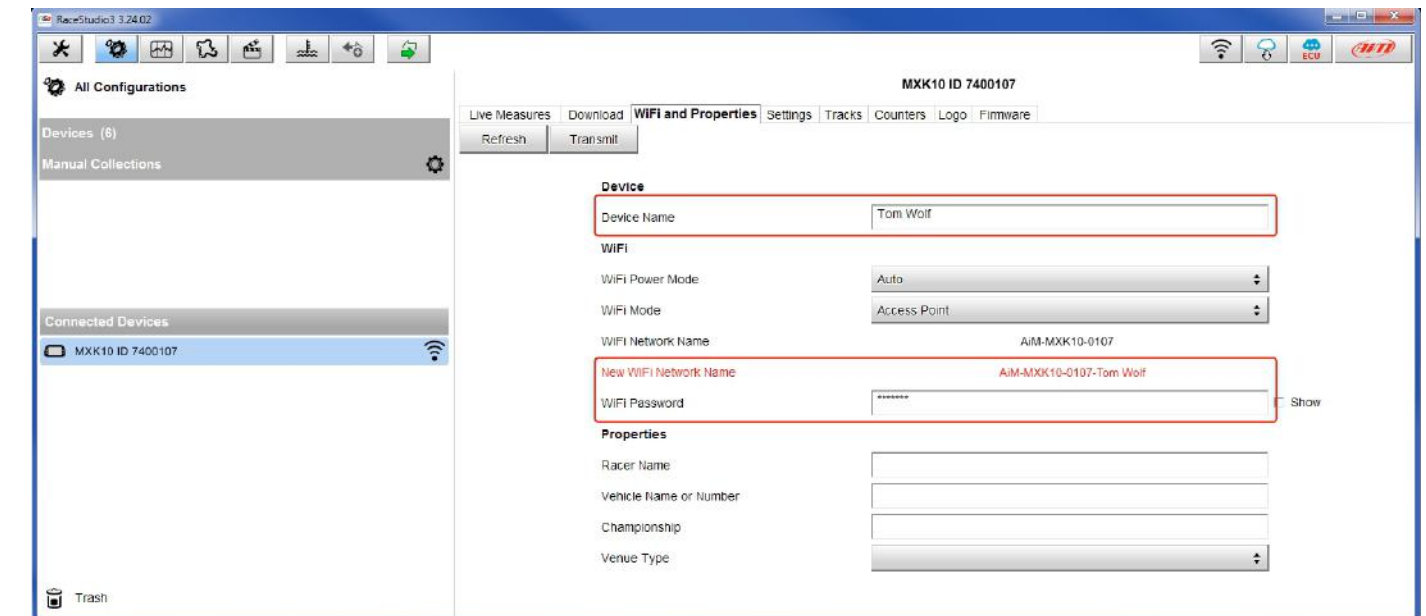 RaceStudio3 3.24.02
ECU
AiM
All Configurations
MXK10 ID 7400107
Live Measures Download WiFi and Properties Settings Tracks Counters Logo Firmware
Devices (6)
Refresh Transmit
Manual Collections
Device
Device Name Tom Wolf
WiFi
WiFi Power Mode Auto
WiFi Mode Access Point
Connected Devices
WiFi Network Name AiM-MXK10-0107
MXK10 ID 7400107
New WiFi Network Name AiM-MXK10-0107-Tom Wolf
WiFi Password ******* Show
Properties
Racer Name
Vehicle Name or Number
Championship
Venue Type
Trash